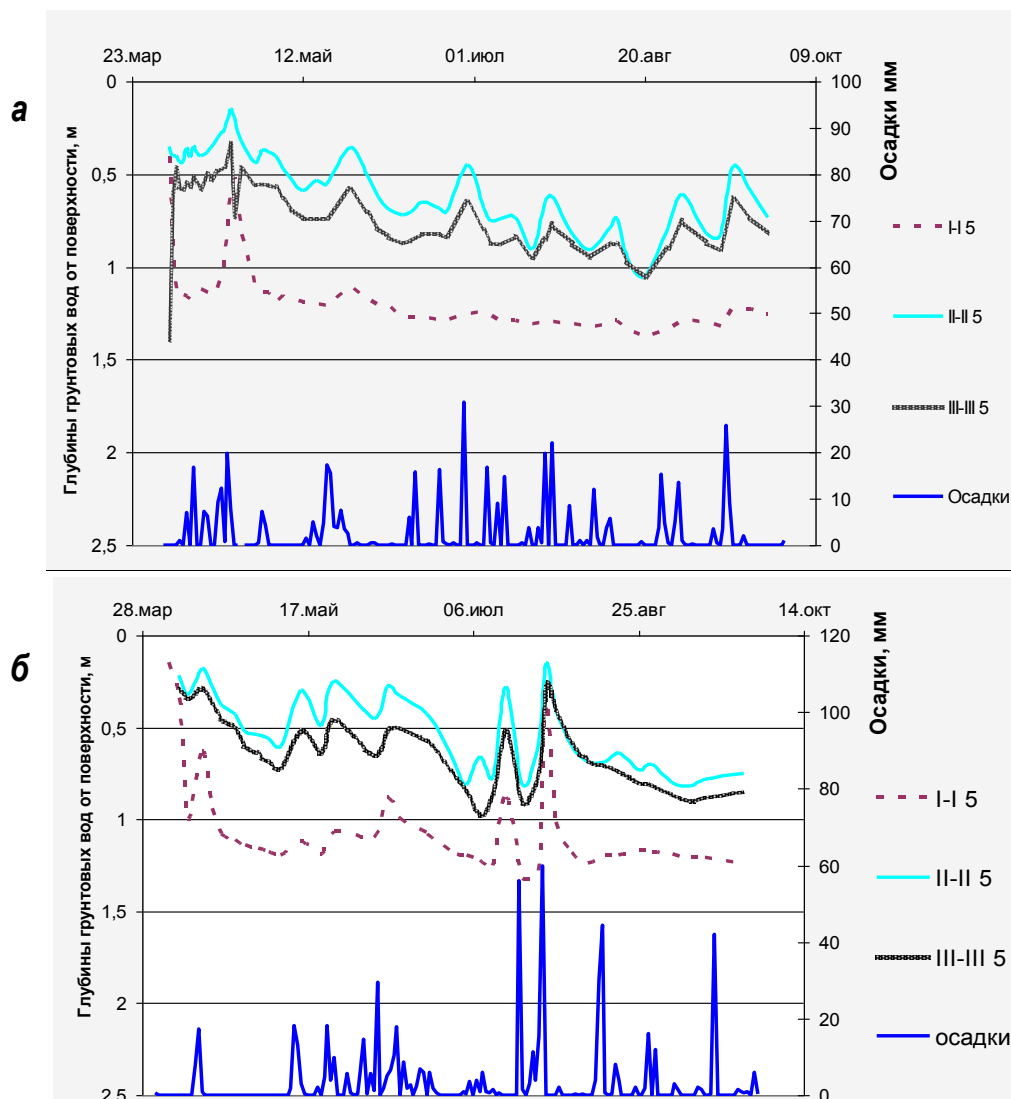 а
23.мар 12.май 01.июл 20.авг 09.окт
0 100
90
0,5 80
70
1 60
50
1,5 40
30
2 20
10
2,5 0
Глубины грунтовых вод от поверхности, м
Осадки мм
I-I 5
II-II 5
III-III 5
Осадки
б
28.мар 17.май 06.июл 25.авг 14.окт
0 120
0,5 100
80
1
60
1,5
40
2 20
2,5 0
Глубины грунтовых вод от поверхности, м
Осадки, мм
I-I 5
II-II 5
III-III 5
осадки